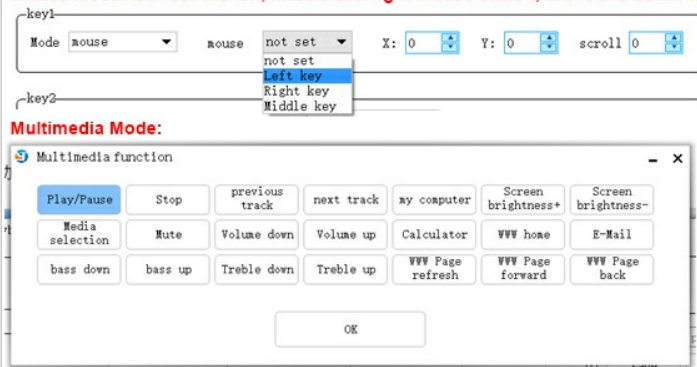 key1
Mode mouse mouse not set X: 0 Y: 0 scroll 0
not set
Left key
Right key
Middle key
key2
Multimedia Mode:
Multimedia function
Play/Pause Stop previous track next track my computer Screen brightness+ Screen brightness-
Media selection Mute Volume down Volume up Calculator WWW home E-Mail
bass down bass up Treble down Treble up WWW Page refresh WWW Page forward WWW Page back
OK